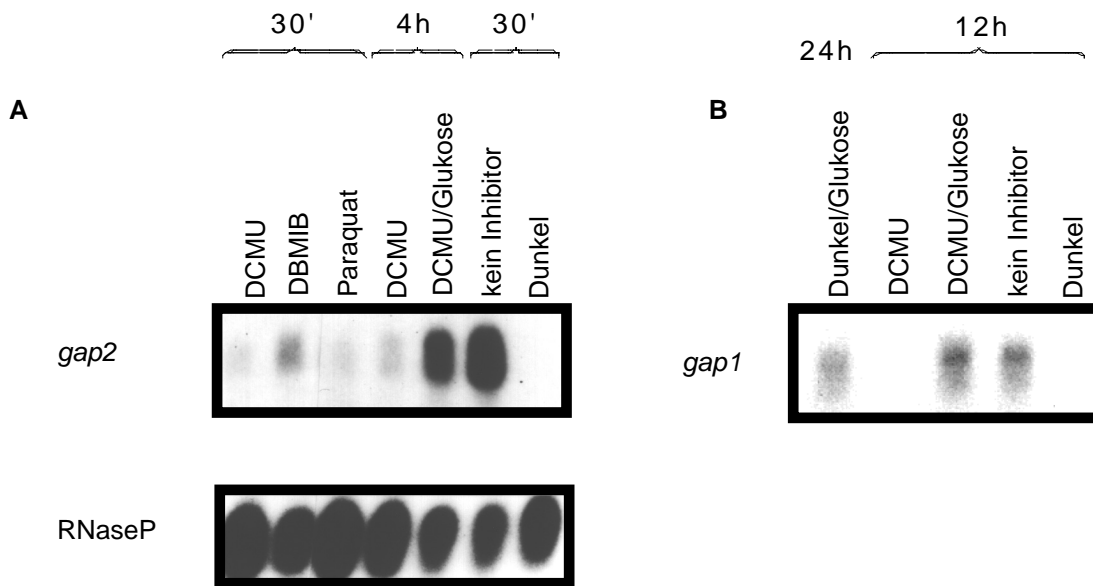 30' 4h 30'
A
DCMU
DBMIB
Paraquat
DCMU
DCMU/Glukose
kein Inhibitor
Dunkel
gap2
RNaseP
24h 12h
B
Dunkel/Glukose
DCMU
DCMU/Glukose
kein Inhibitor
Dunkel
gap1